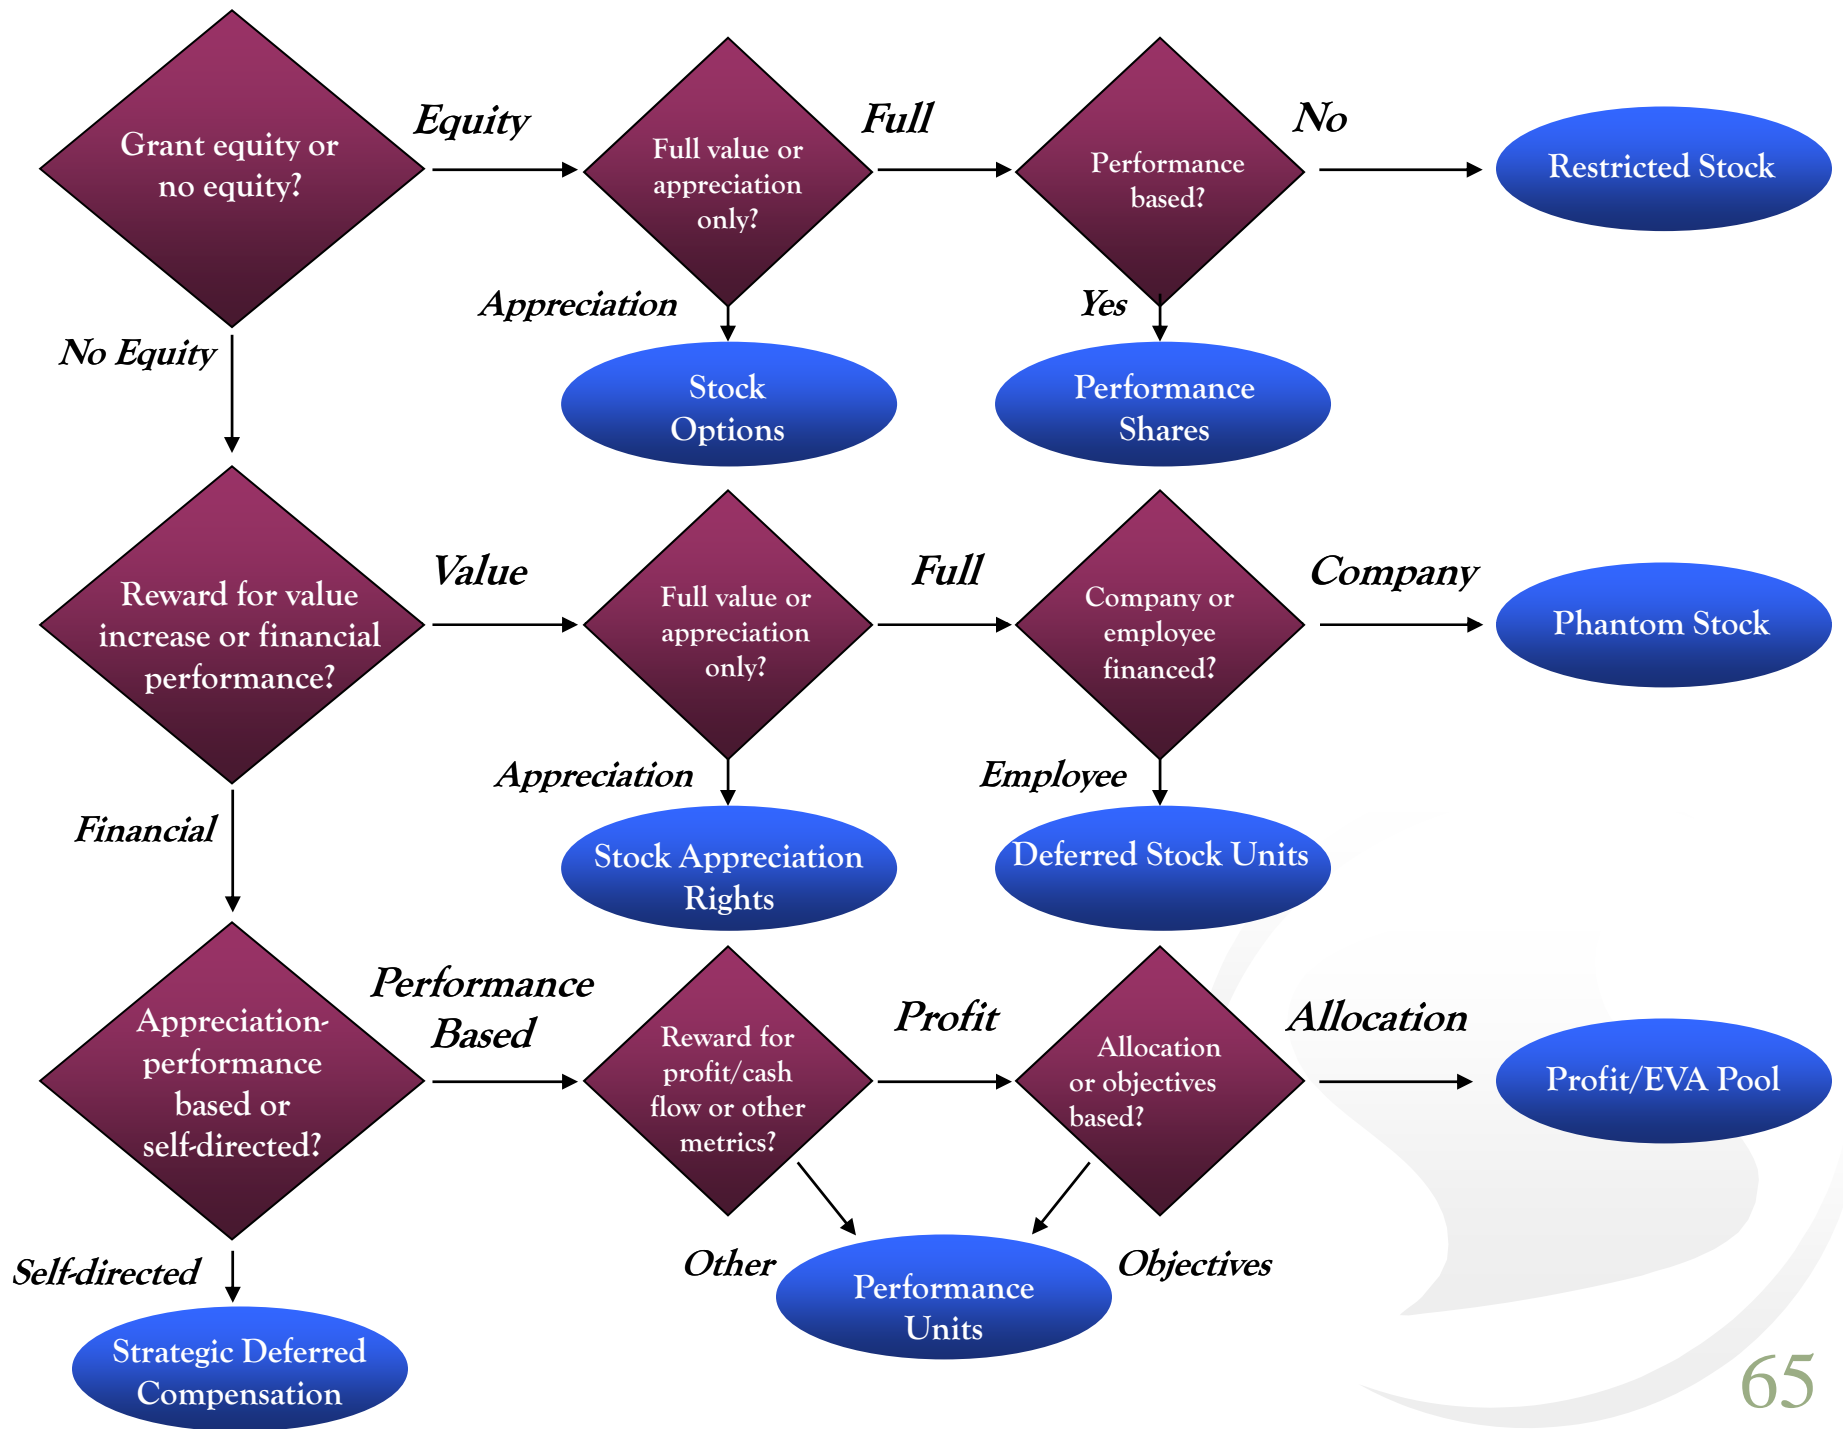 Grant equity or
no equity?
Equity
Full value or
appreciation
only?
Full
Performance
based?
No
Restricted Stock
Appreciation
Yes
No Equity
Stock
Options
Performance
Shares
Reward for value
increase or financial
performance?
Value
Full value or
appreciation
only?
Full
Company or
employee
financed?
Company
Phantom Stock
Appreciation
Employee
Financial
Stock Appreciation
Rights
Deferred Stock Units
Appreciation-
performance
based or
self-directed?
Performance
Based
Reward for
profit/cash
flow or other
metrics?
Profit
Allocation
or objectives
based?
Allocation
Profit/EVA Pool
Self-directed
Other
Objectives
Performance
Units
Strategic Deferred
Compensation
65